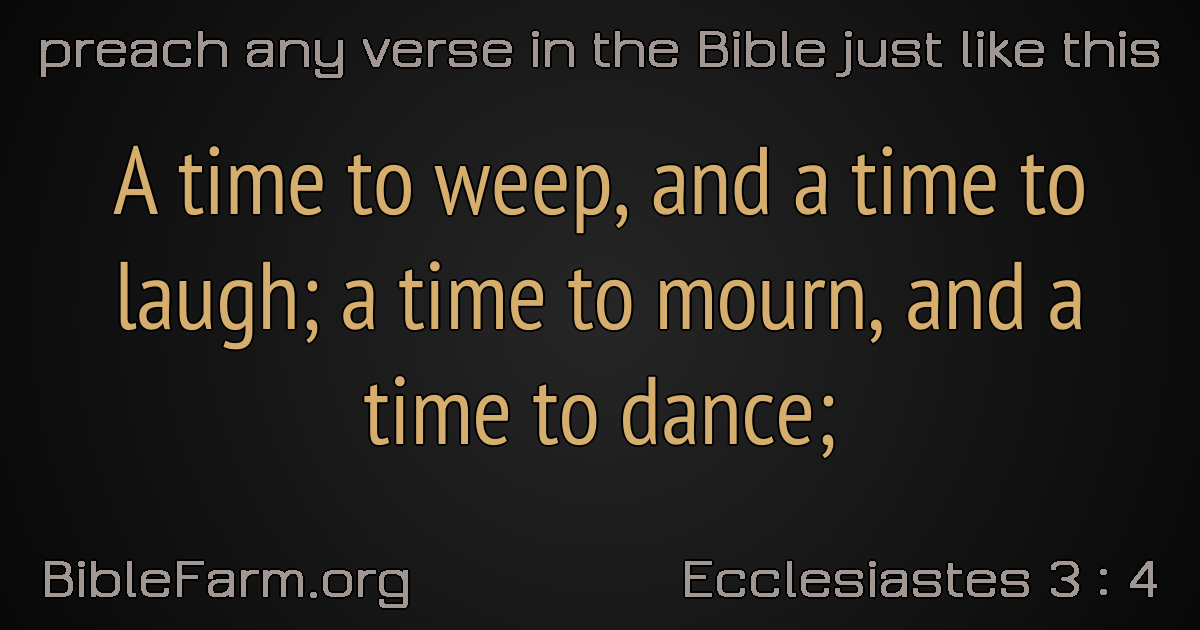 preach any verse in the Bible just like this
A time to weep, and a time to
laugh; a time to mourn, and a
time to dance;
BibleFarm.org
Ecclesiastes 3 : 4